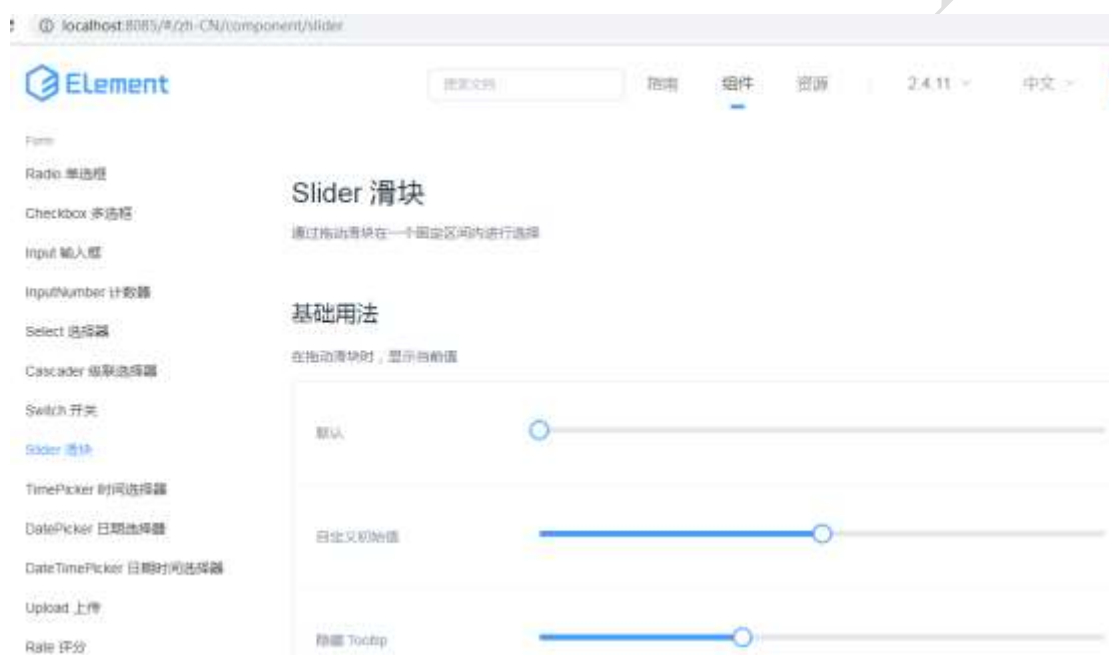 localhost:8085/#/zh-CN/component/slider
Element
搜索文档
指南
组件
资源
2.4.11
中文
Form
Radio 单选框
Checkbox 多选框
Input 输入框
InputNumber 计数器
Select 选择器
Cascader 级联选择器
Switch 开关
Slider 滑块
TimePicker 时间选择器
DatePicker 日期选择器
DateTimePicker 日期时间选择器
Upload 上传
Rate 评分
Slider 滑块
通过拖动滑块在一个固定区间内进行选择
基础用法
在拖动滑块时，显示当前值
默认
自定义初始值
隐藏 Tooltip